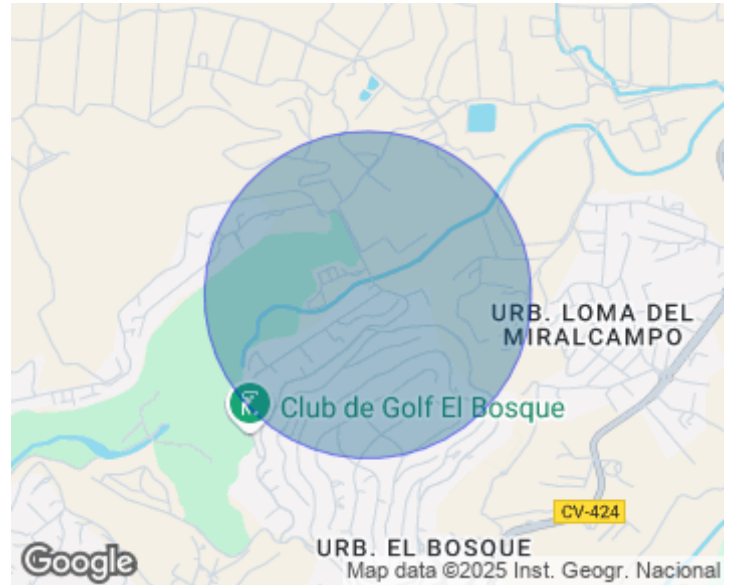 URB. LOMA DEL
MIRALCAMPO
Club de Golf El Bosque
CV-424
URB. EL BOSQUE
Google
Map data ©2025 Inst. Geogr. Nacional